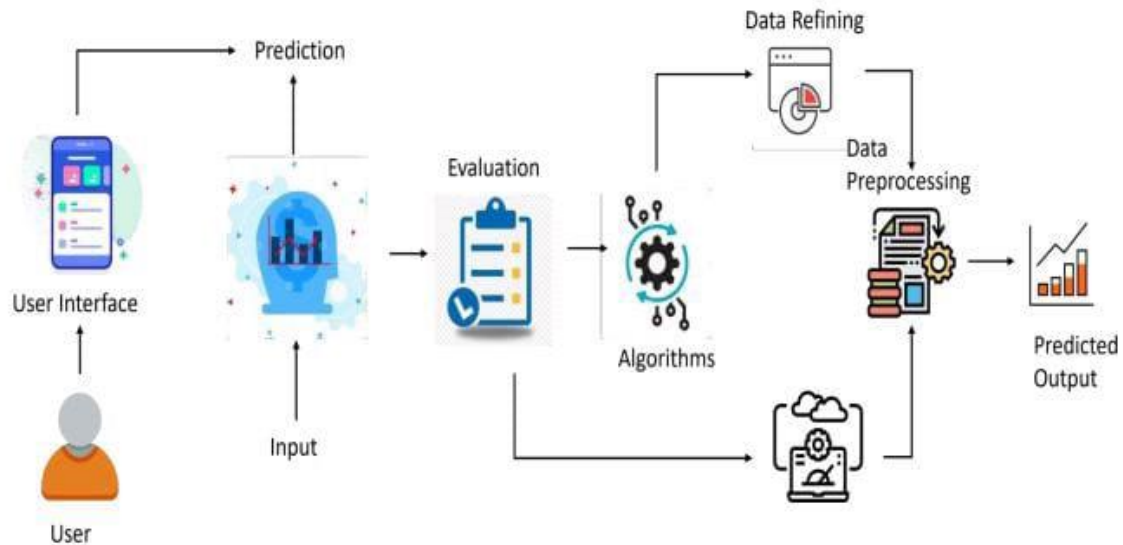 Data Refining
Prediction
Data
Preprocessing
Evaluation
User Interface
Algorithms
Predicted
Output
Input
User